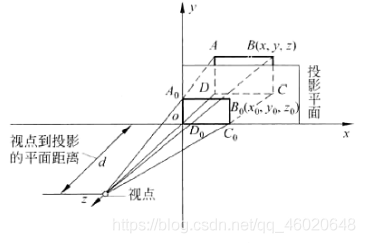 y
A
B(x, y, z)
投影平面
A₀
D
C
B₀(x₀, y₀, z₀)
o
D₀
C₀
x
视点到投影
的平面距离
d
z
视点
https://blog.csdn.net/qq_46020648